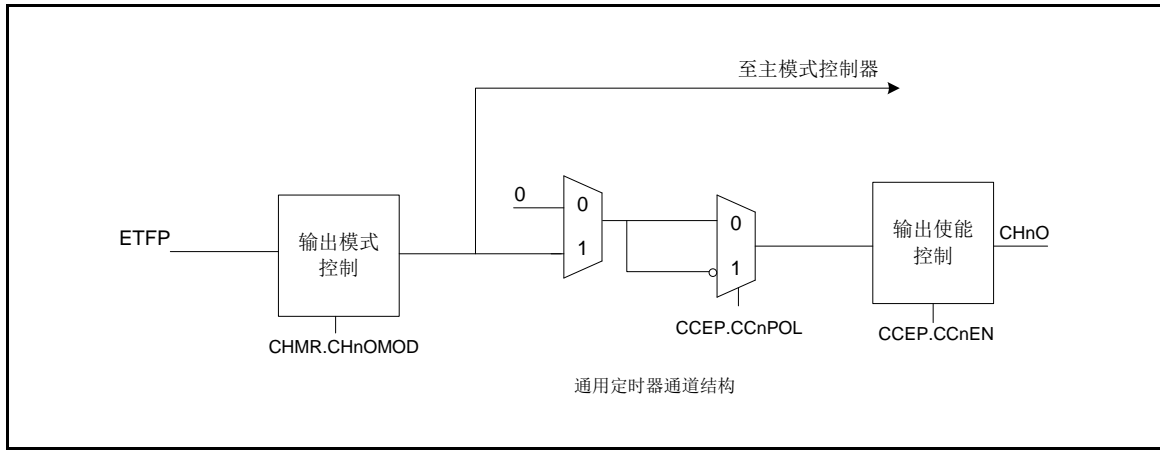 至主模式控制器
0
0
1
0
1
ETFP
输出模式
控制
输出使能
控制
CHnO
CHMR.CHnOMOD
CCEP.CCnPOL
CCEP.CCnEN
通用定时器通道结构